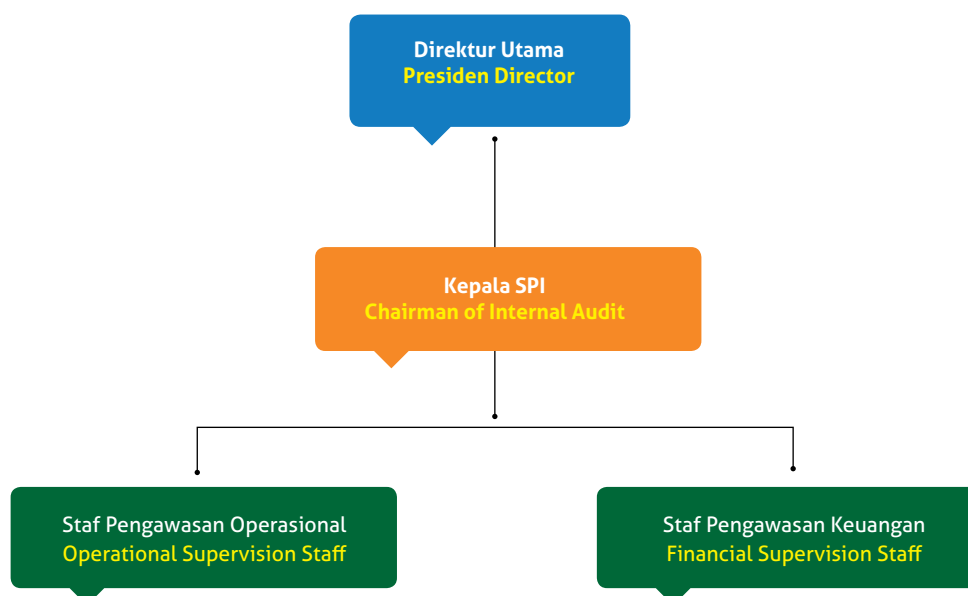 Direktur Utama
Presiden Director
Kepala SPI
Chairman of Internal Audit
Staf Pengawasan Operasional
Operational Supervision Staff
Staf Pengawasan Keuangan
Financial Supervision Staff